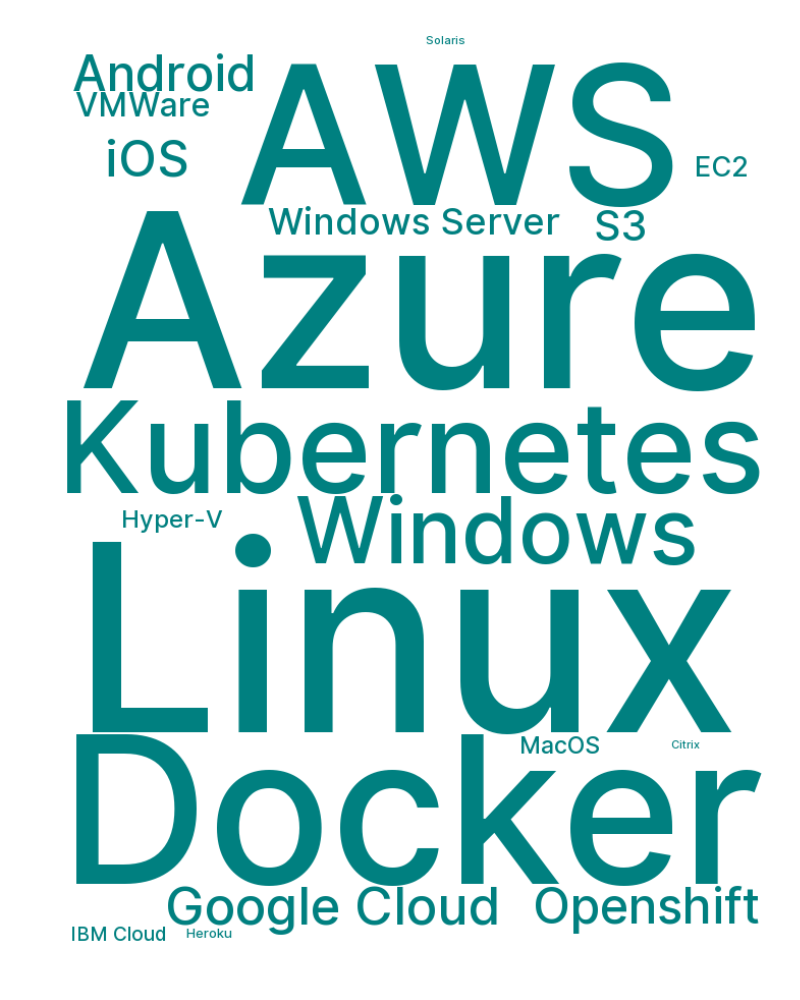 Solaris
Android
AWS
VMWare
iOS
EC2
Windows Server
S3
Azure
Kubernetes
Windows
Hyper-V
Linux
MacOS
Citrix
Docker
Google Cloud
Openshift
IBM Cloud
Heroku